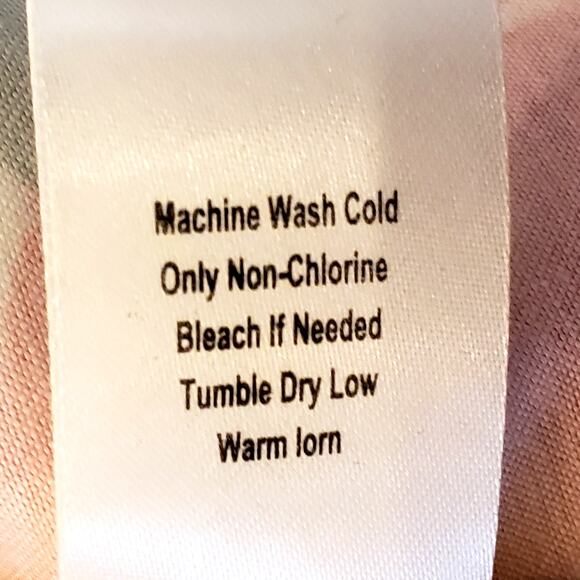 Machine Wash Cold
Only Non-Chlorine
Bleach If Needed
Tumble Dry Low
Warm Iorn